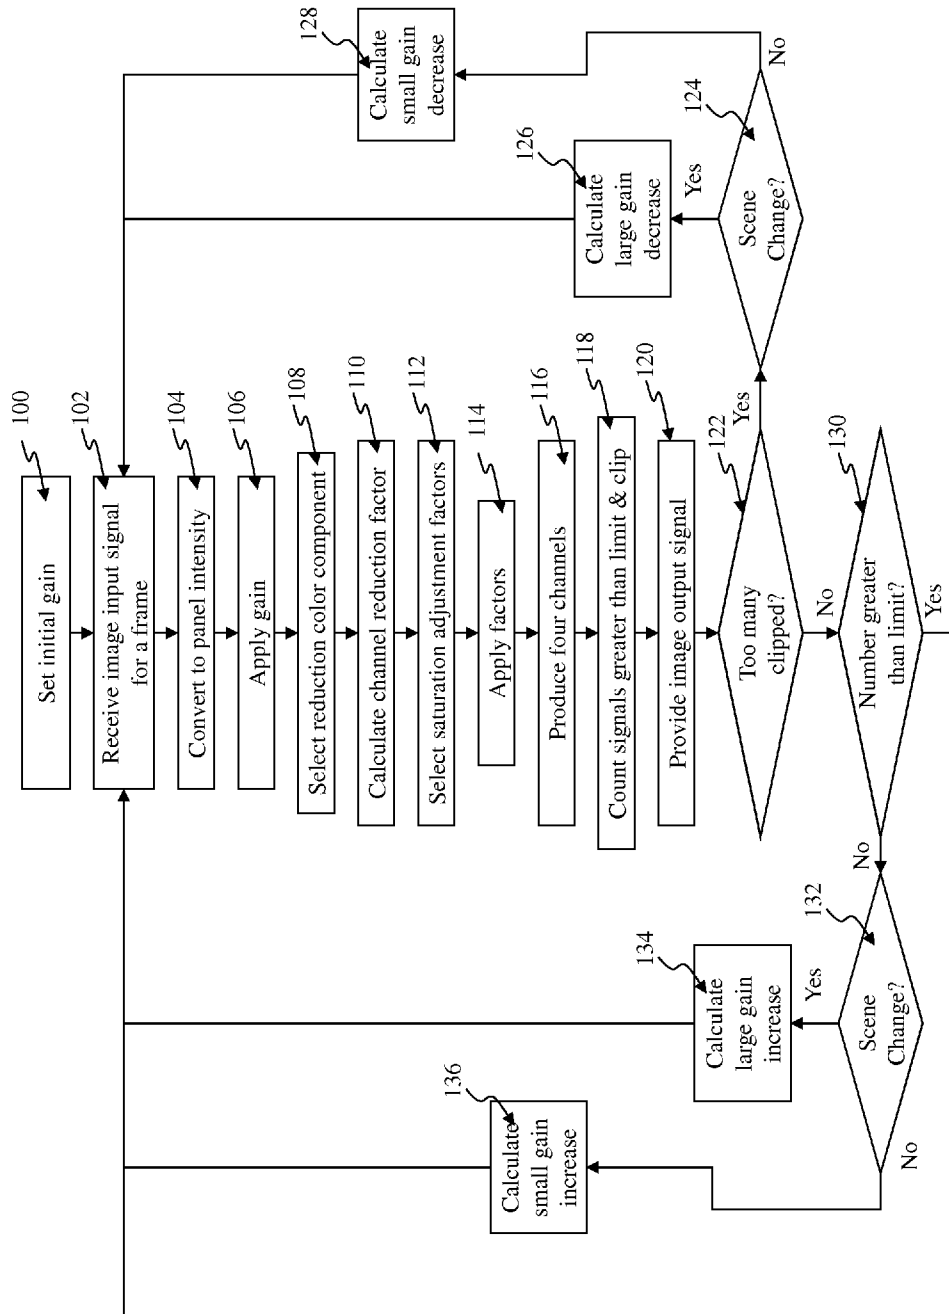 100
Set initial gain
102
Receive image input signal
for a frame
104
Convert to panel intensity
106
Apply gain
108
Select reduction color component
110
Calculate channel reduction factor
112
Select saturation adjustment factors
114
Apply factors
116
Produce four channels
118
Count signals greater than limit & clip
120
Provide image output signal
122
Too many
clipped?
Yes
No
124
Scene
Change?
Yes
No
126
Calculate
large gain
decrease
128
Calculate
small gain
decrease
130
Number greater
than limit?
Yes
No
132
Scene
Change?
Yes
No
134
Calculate
large gain
increase
136
Calculate
small gain
increase